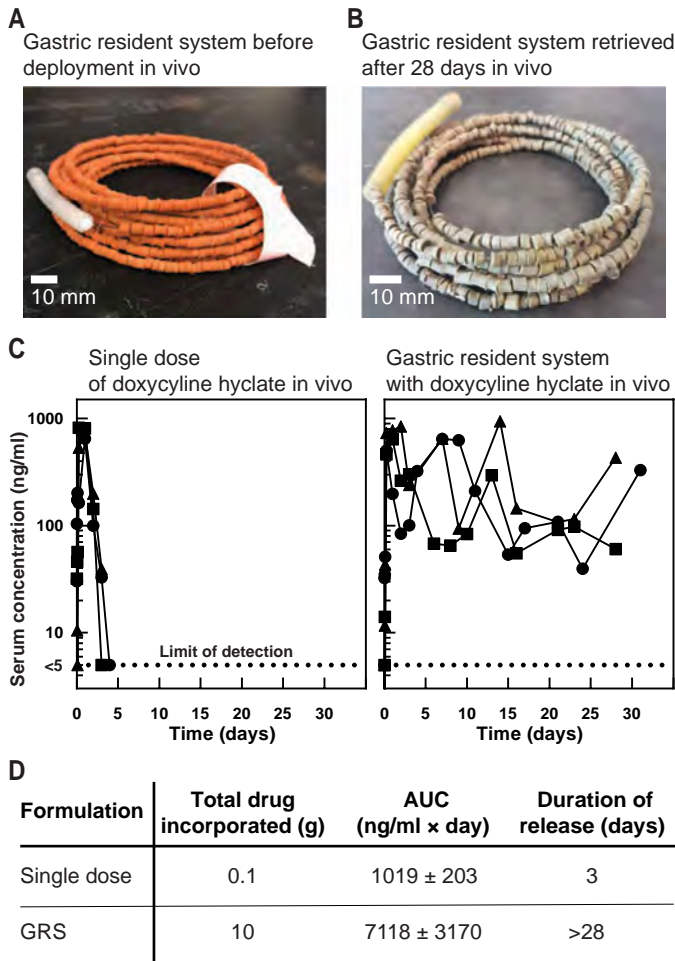 A
Gastric resident system before
deployment in vivo
10 mm
B
Gastric resident system retrieved
after 28 days in vivo
10 mm
C
Single dose
of doxycyline hyclate in vivo
Gastric resident system
with doxycyline hyclate in vivo
Serum concentration (ng/ml)
1000
100
10
<5
Limit of detection
0 5 10 15 20 25 30
Time (days)
0 5 10 15 20 25 30
Time (days)
D
Formulation Total drug incorporated (g) AUC (ng/ml × day) Duration of release (days)
Single dose 0.1 1019 ± 203 3
GRS 10 7118 ± 3170 >28